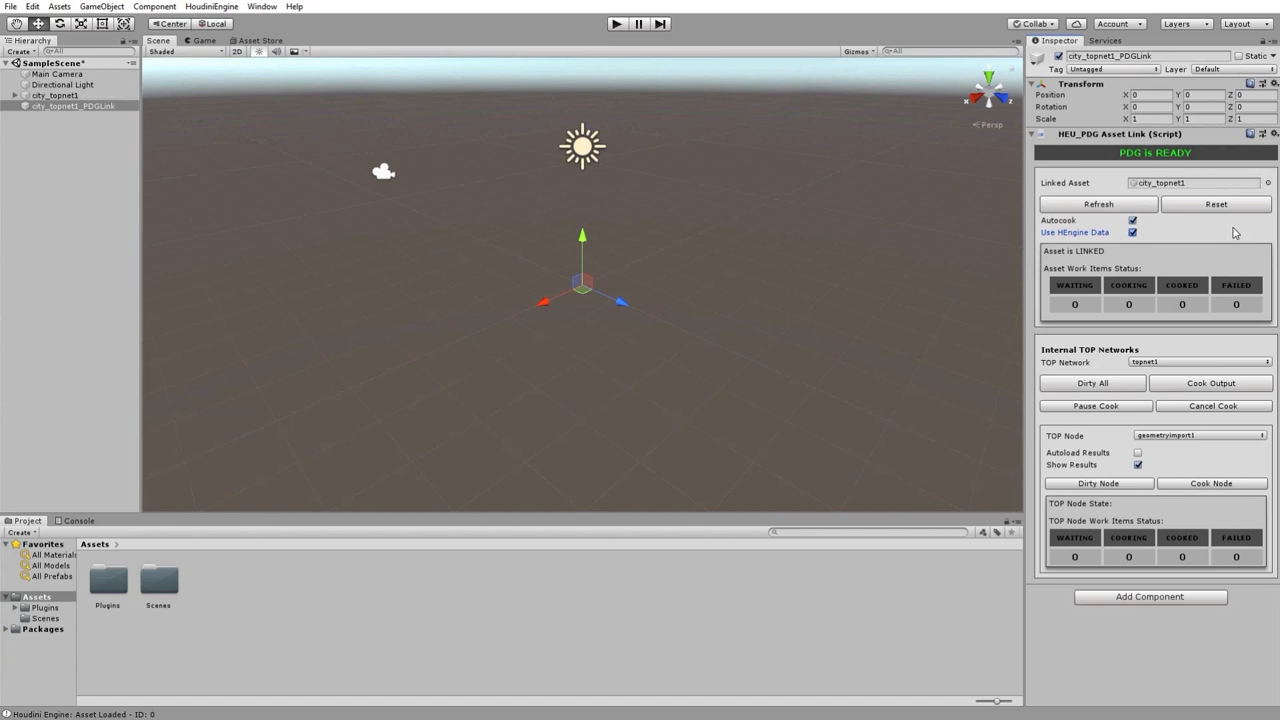 File Edit Assets GameObject Component HoudiniEngine Window Help
Center Local
Collab Account Layers Layout
Hierarchy
Create All
SampleScene*
Main Camera
Directional Light
city_topnet1
city_topnet1_PDGLink
Scene Game Asset Store
Shaded 2D Gizmos All
Persp
x z
Inspector Services
city_topnet1_PDGLink Static
Tag Untagged Layer Default
Transform
Position X 0 Y 0 Z 0
Rotation X 0 Y 0 Z 0
Scale X 1 Y 1 Z 1
HEU_PDG Asset Link (Script)
PDG is READY
Linked Asset city_topnet1
Refresh Reset
Autocook
Use HEngine Data
Asset is LINKED
Asset Work Items Status:
WAITING COOKING COOKED FAILED
0 0 0 0
Internal TOP Networks
TOP Network topnet1
Dirty All Cook Output
Pause Cook Cancel Cook
TOP Node geometryimport1
Autoload Results
Show Results
Dirty Node Cook Node
TOP Node State:
TOP Node Work Items Status:
WAITING COOKING COOKED FAILED
0 0 0 0
Add Component
Project Console
Create
Favorites
All Material
All Models
All Prefabs
Assets
Plugins
Scenes
Packages
Assets
Plugins Scenes
Houdini Engine: Asset Loaded - ID: 0